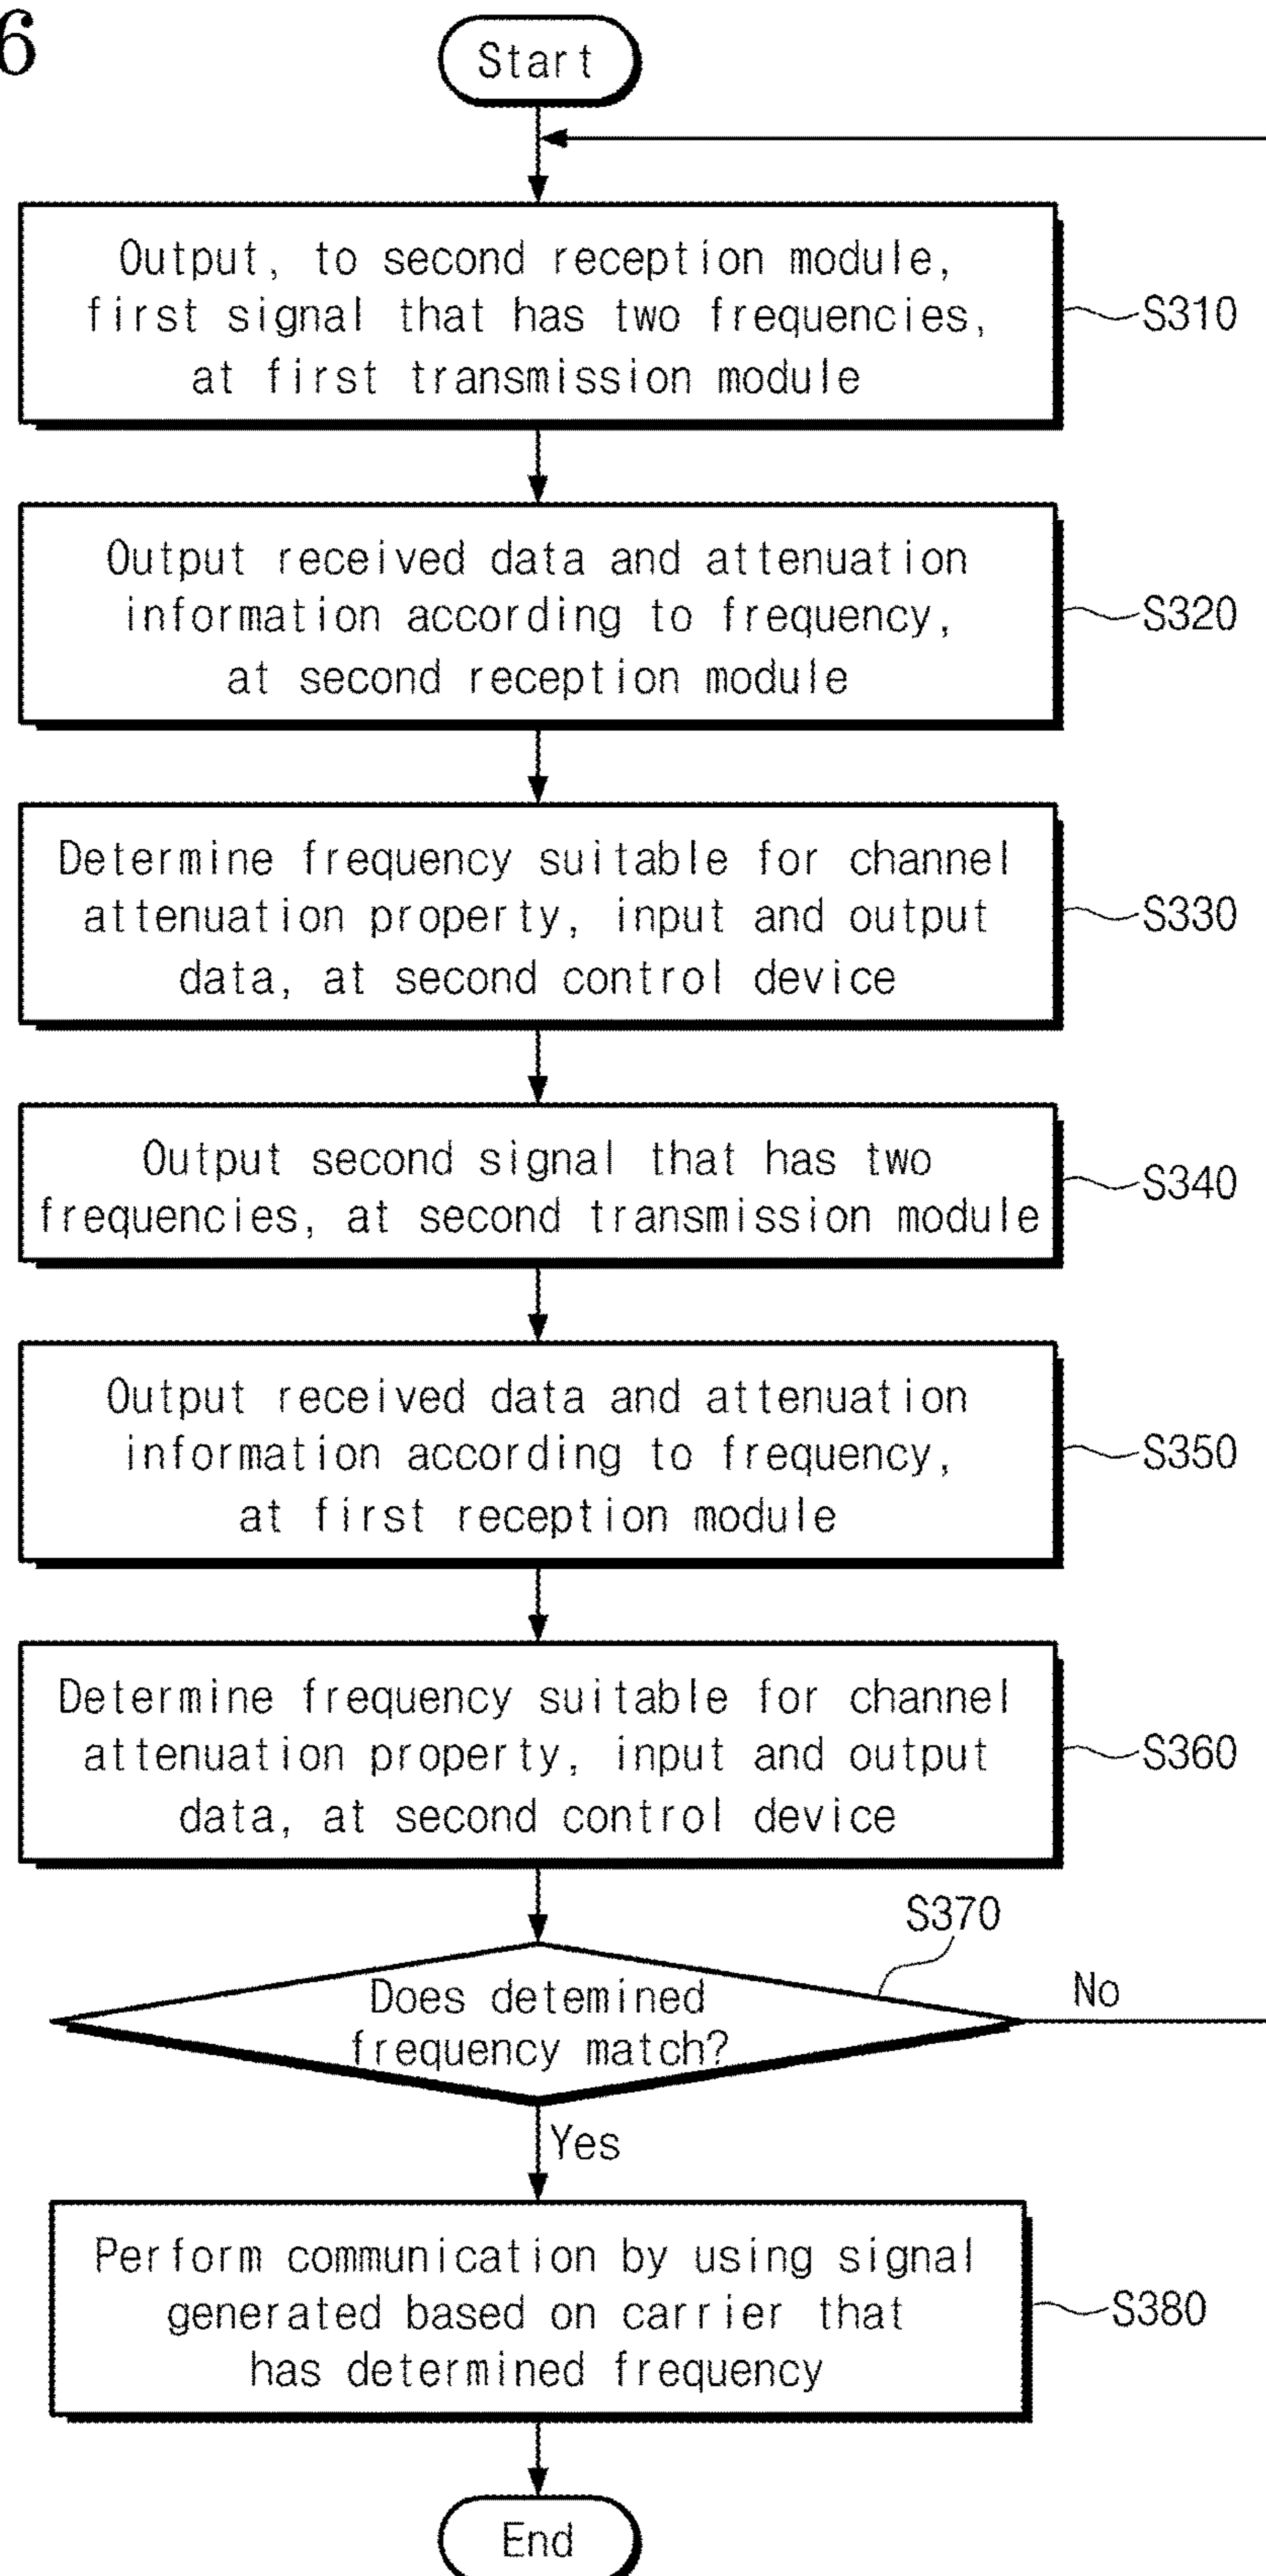 6
Start
Output, to second reception module,
first signal that has two frequencies,
at first transmission module
S310
Output received data and attenuation
information according to frequency,
at second reception module
S320
Determine frequency suitable for channel
attenuation property, input and output
data, at second control device
S330
Output second signal that has two
frequencies, at second transmission module
S340
Output received data and attenuation
information according to frequency,
at first reception module
S350
Determine frequency suitable for channel
attenuation property, input and output
data, at second control device
S360
S370
Does detemined
frequency match?
No
Yes
Perform communication by using signal
generated based on carrier that
has determined frequency
S380
End